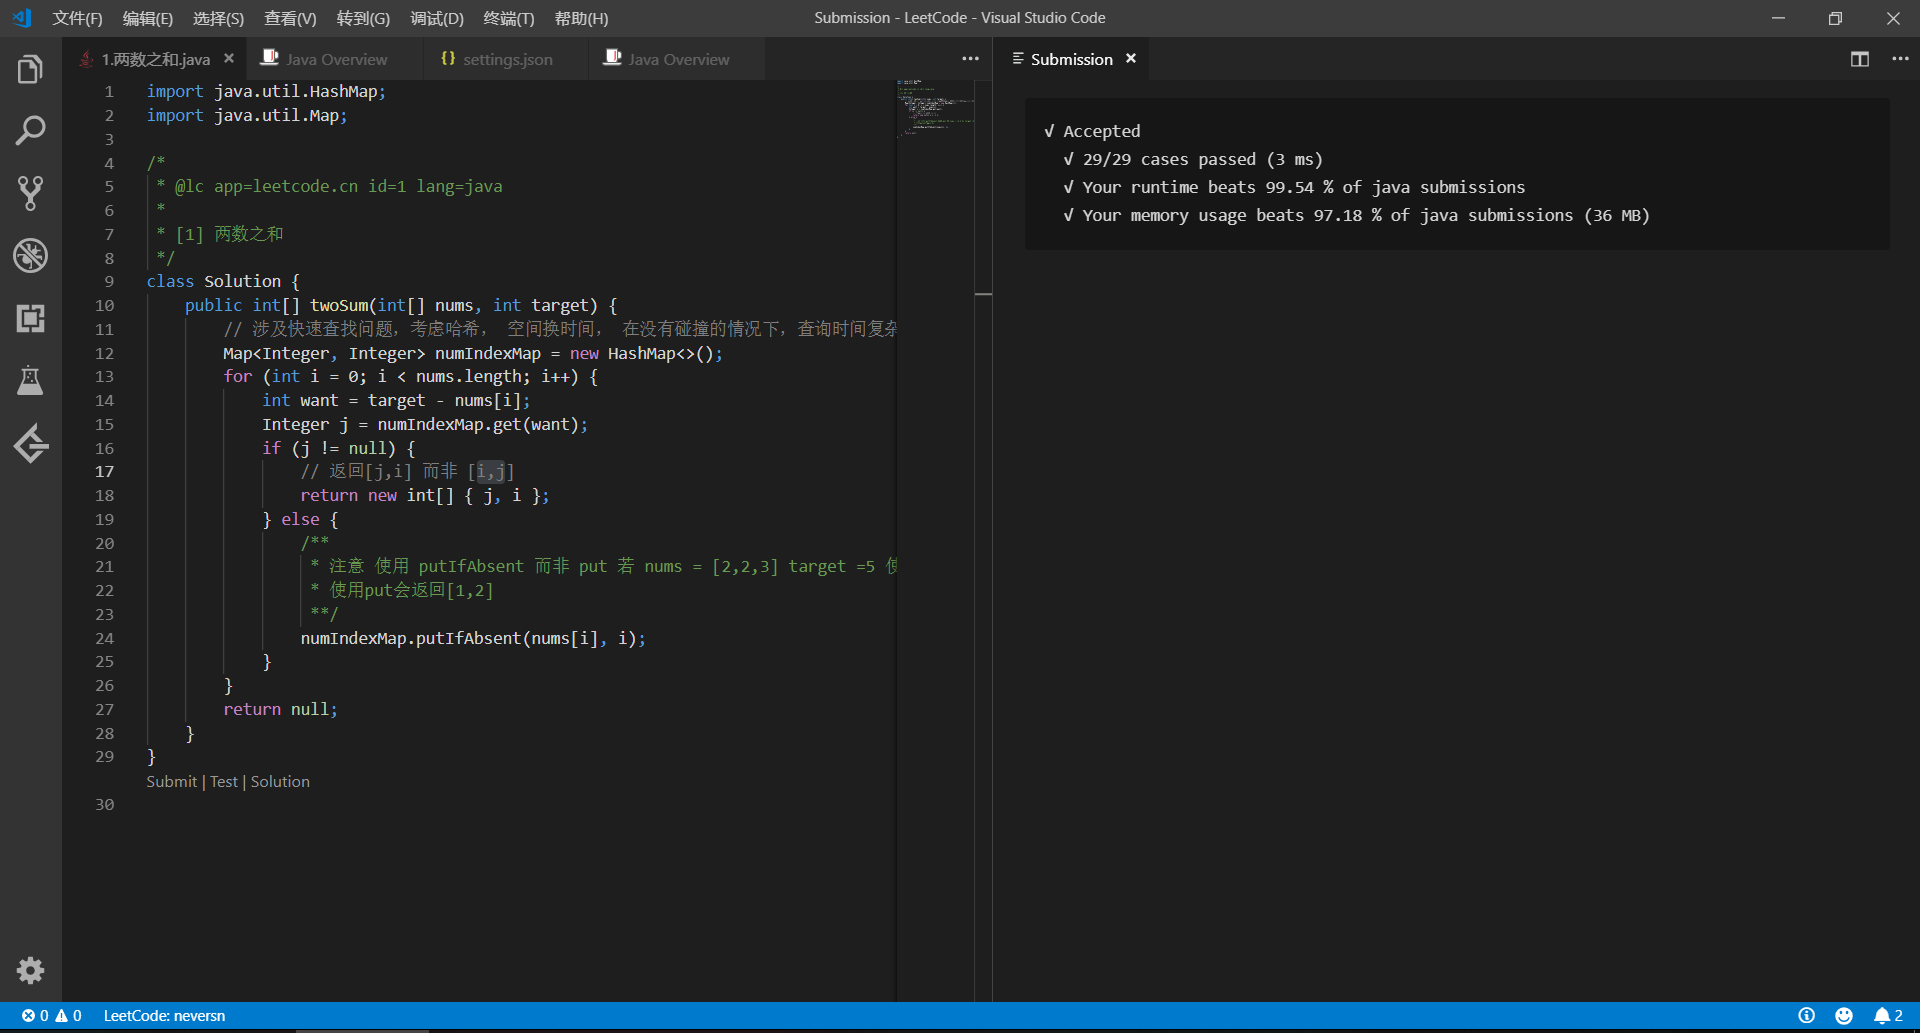 文件(F) 编辑(E) 选择(S) 查看(V) 转到(G) 调试(D) 终端(T) 帮助(H) Submission - LeetCode - Visual Studio Code
1.两数之和.java Java Overview settings.json Java Overview
1 import java.util.HashMap;
2 import java.util.Map;
3
4 /*
5  * @lc app=leetcode.cn id=1 lang=java
6  *
7  * [1] 两数之和
8  */
9 class Solution {
10     public int[] twoSum(int[] nums, int target) {
11         // 涉及快速查找问题，考虑哈希， 空间换时间， 在没有碰撞的情况下，查询时间复杂
12         Map<Integer, Integer> numIndexMap = new HashMap<>();
13         for (int i = 0; i < nums.length; i++) {
14             int want = target - nums[i];
15             Integer j = numIndexMap.get(want);
16             if (j != null) {
17                 // 返回[j,i] 而非 [i,j]
18                 return new int[] { j, i };
19             } else {
20                 /**
21                  * 注意 使用 putIfAbsent 而非 put 若 nums = [2,2,3] target =5 使
22                  * 使用put会返回[1,2]
23                  **/
24                 numIndexMap.putIfAbsent(nums[i], i);
25             }
26         }
27         return null;
28     }
29 }
Submit | Test | Solution
30
Submission
√ Accepted
√ 29/29 cases passed (3 ms)
√ Your runtime beats 99.54 % of java submissions
√ Your memory usage beats 97.18 % of java submissions (36 MB)
0 0 LeetCode: neversn 2